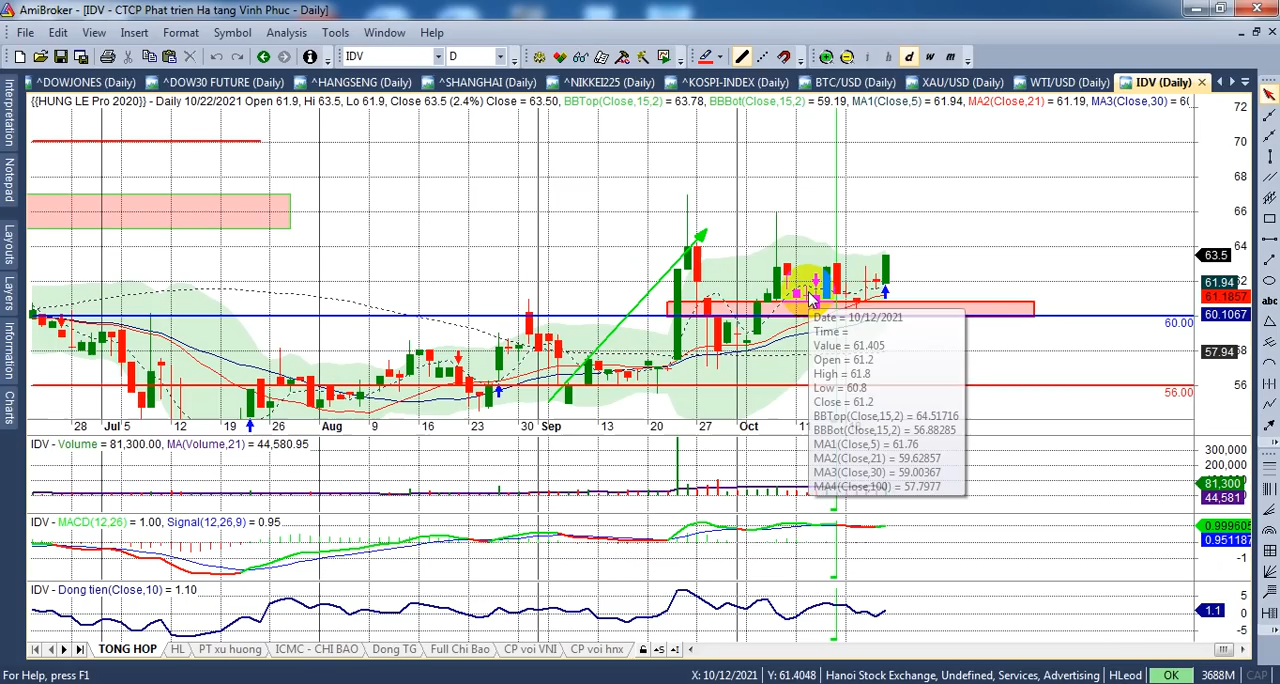 AmiBroker - [IDV - CTCP Phat trien Ha tang Vinh Phuc - Daily]
File Edit View Insert Format Symbol Analysis Tools Window Help
IDV D i h d w m
^DOWJONES (Daily) ^DOW30 FUTURE (Daily) ^HANGSENG (Daily) ^SHANGHAI (Daily) ^NIKKEI225 (Daily) ^KOSPI-INDEX (Daily) BTC/USD (Daily) XAU/USD (Daily) WTI/USD (Daily) IDV (Daily)
{{HUNG LE Pro 2020}} - Daily 10/22/2021 Open 61.9, Hi 63.5, Lo 61.9, Close 63.5 (2.4%) Close = 63.50, BBTop(Close,15,2) = 63.78, BBBot(Close,15,2) = 59.19, MA1(Close,5) = 61.94, MA2(Close,21) = 61.19, MA3(Close,30) = 60
Interpretation
Notepad
Layouts
Layers
Information
Charts
abc
72
70
68
66
64
63.5
62
61.94
61.1857
60.1067
60.00
58
57.94
56
56.00
Date = 10/12/2021
Time =
Value = 61.405
Open = 61.2
High = 61.8
Low = 60.8
Close = 61.2
BBTop(Close,15,2) = 64.51716
BBBot(Close,15,2) = 56.88285
MA1(Close,5) = 61.76
MA2(Close,21) = 59.62857
MA3(Close,30) = 59.00367
MA4(Close,100) = 57.7977
28 Jul 5 12 19 26 Aug 9 16 23 30 Sep 13 20 27 Oct
IDV - Volume = 81,300.00, MA(Volume,21) = 44,580.95
300,000
200,000
81,300
44,581
IDV - MACD(12,26) = 1.00, Signal(12,26,9) = 0.95
0.999605
0.951187
-1
IDV - Dong tien(Close,10) = 1.10
5
1.1
0
-5
TONG HOP HL PT xu huong ICMC - CHI BAO Dong TG Full Chi Bao CP voi VNI CP voi hnx
For Help, press F1 X: 10/12/2021 Y: 61.4048 Hanoi Stock Exchange, Undefined, Services, Advertising HLeod OK 3688M CAP